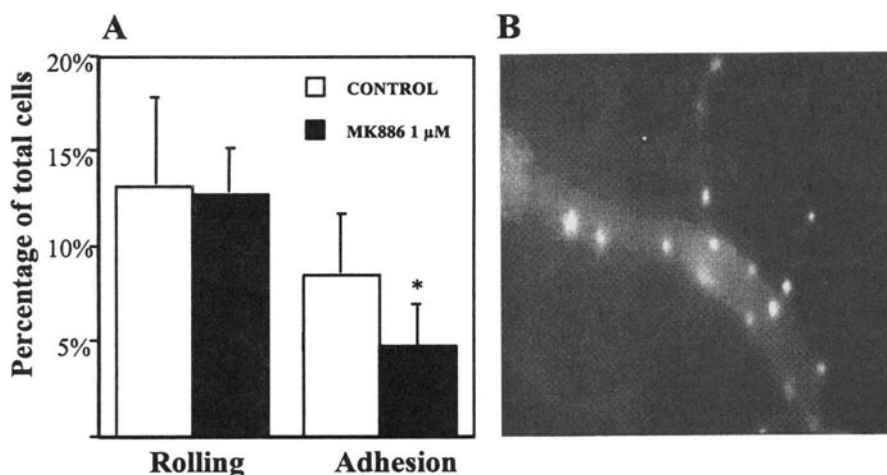 A
B
Percentage of total cells
20%
15%
10%
5%
CONTROL
MK886 1 µM
*
Rolling
Adhesion